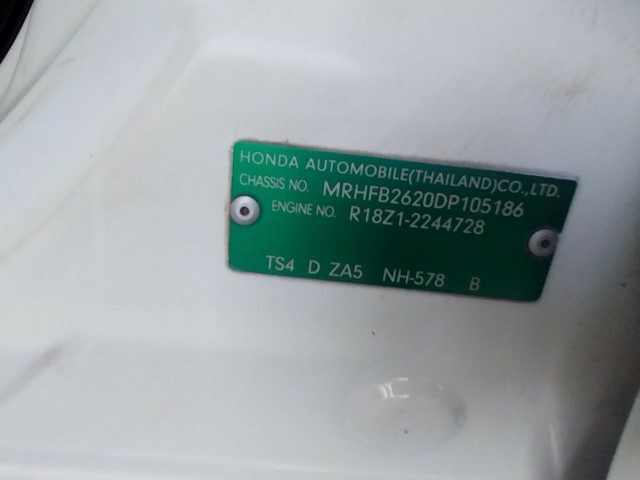 HONDA AUTOMOBILE(THAILAND)CO.,LTD.
CHASSIS NO. MRHFB2620DP105186
ENGINE NO. R18Z1-2244728
TS4 D ZA5 NH-578 B